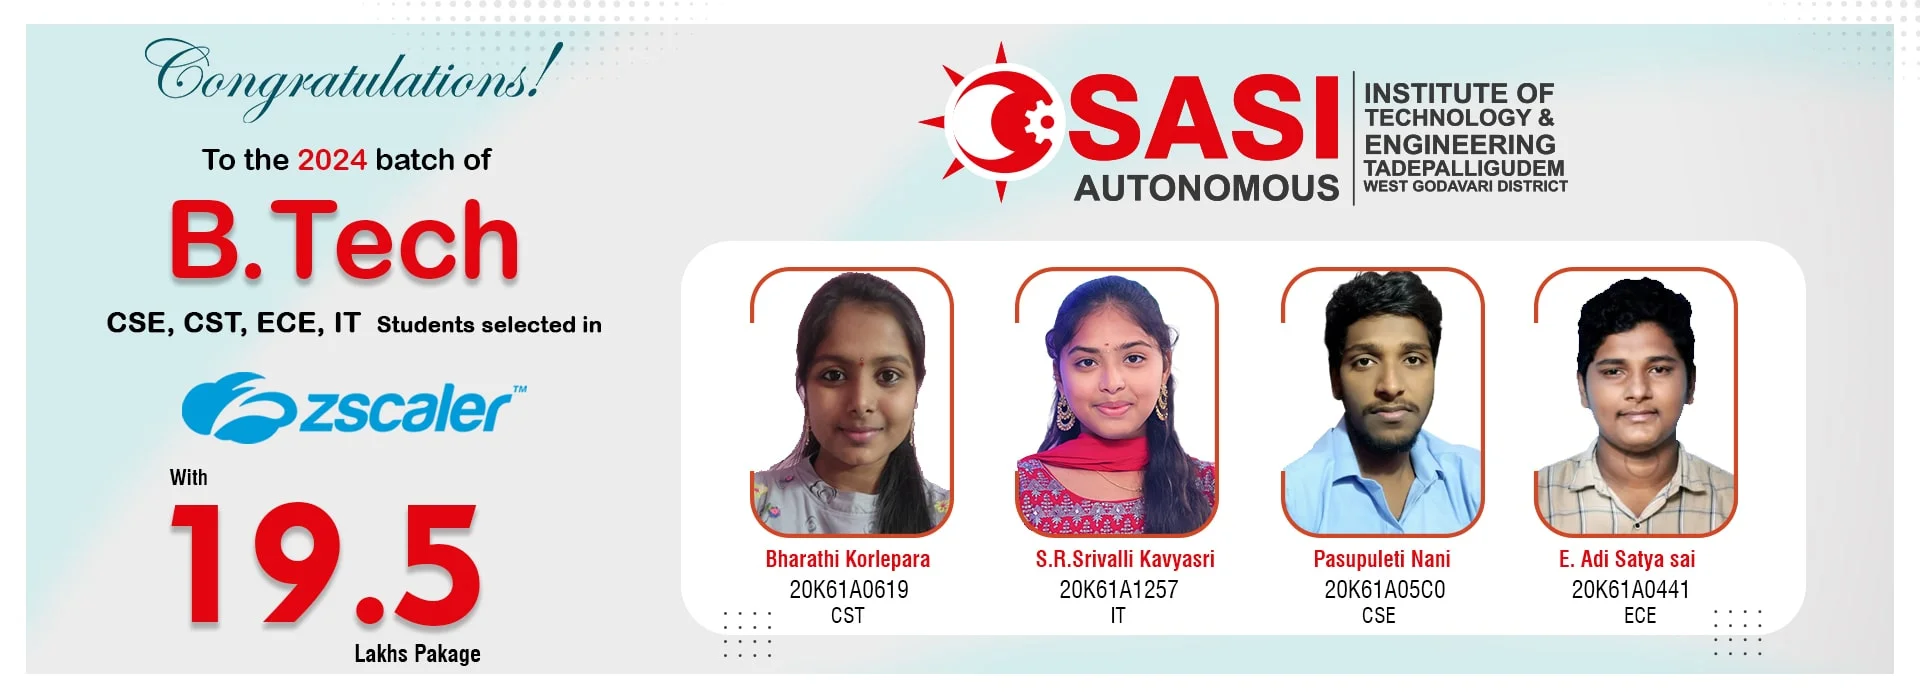 Congratulations!
To the 2024 batch of
B.Tech
CSE, CST, ECE, IT Students selected in
zscaler™
With
19.5
Lakhs Pakage
SASI
AUTONOMOUS
INSTITUTE OF
TECHNOLOGY &
ENGINEERING
TADEPALLIGUDEM
WEST GODAVARI DISTRICT
Bharathi Korlepara
20K61A0619
CST
S.R.Srivalli Kavyasri
20K61A1257
IT
Pasupuleti Nani
20K61A05C0
CSE
E. Adi Satya sai
20K61A0441
ECE